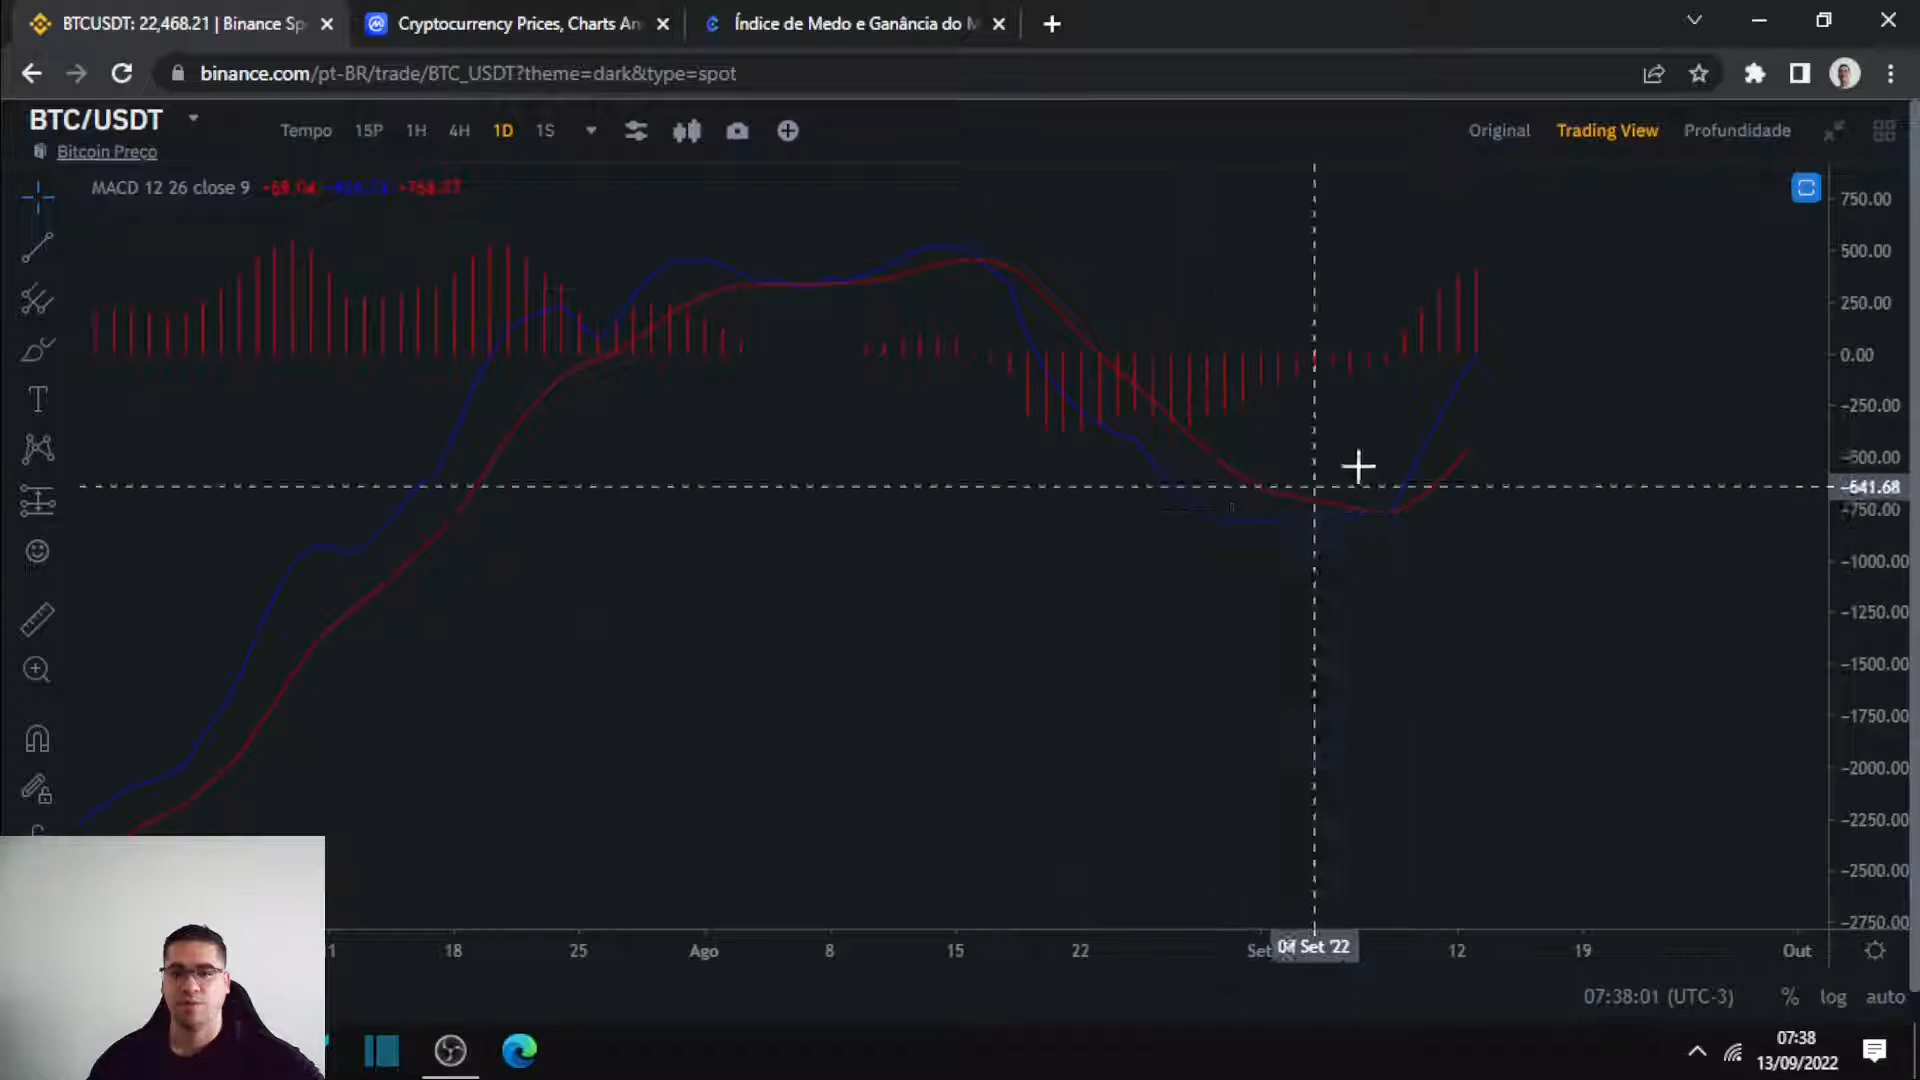 BTCUSDT: 22,468.21 | Binance Sp
Cryptocurrency Prices, Charts An
Índice de Medo e Ganância do M
binance.com/pt-BR/trade/BTC_USDT?theme=dark&type=spot
BTC/USDT
Bitcoin Preço
Tempo 15P 1H 4H 1D 1S
Original Trading View Profundidade
MACD 12 26 close 9
750.00
500.00
250.00
0.00
-250.00
-500.00
-641.68
-750.00
-1000.00
-1250.00
-1500.00
-1750.00
-2000.00
-2250.00
-2500.00
-2750.00
18 25 Ago 8 15 22 Set Set '22 12 19 Out
07:38:01 (UTC-3) % log auto
07:38
13/09/2022